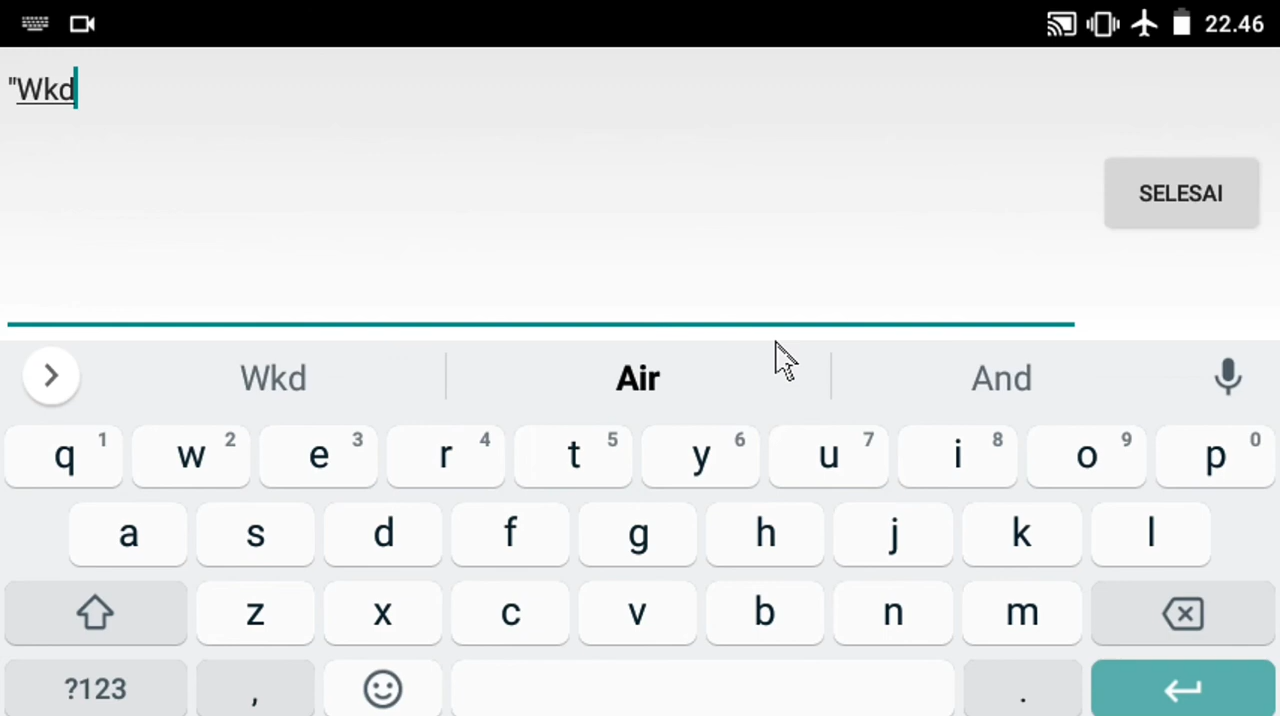 22.46
"Wkd
SELESAI
Wkd Air And
q 1 w 2 e 3 r 4 t 5 y 6 u 7 i 8 o 9 p 0
a s d f g h j k l
z x c v b n m
?123 , .